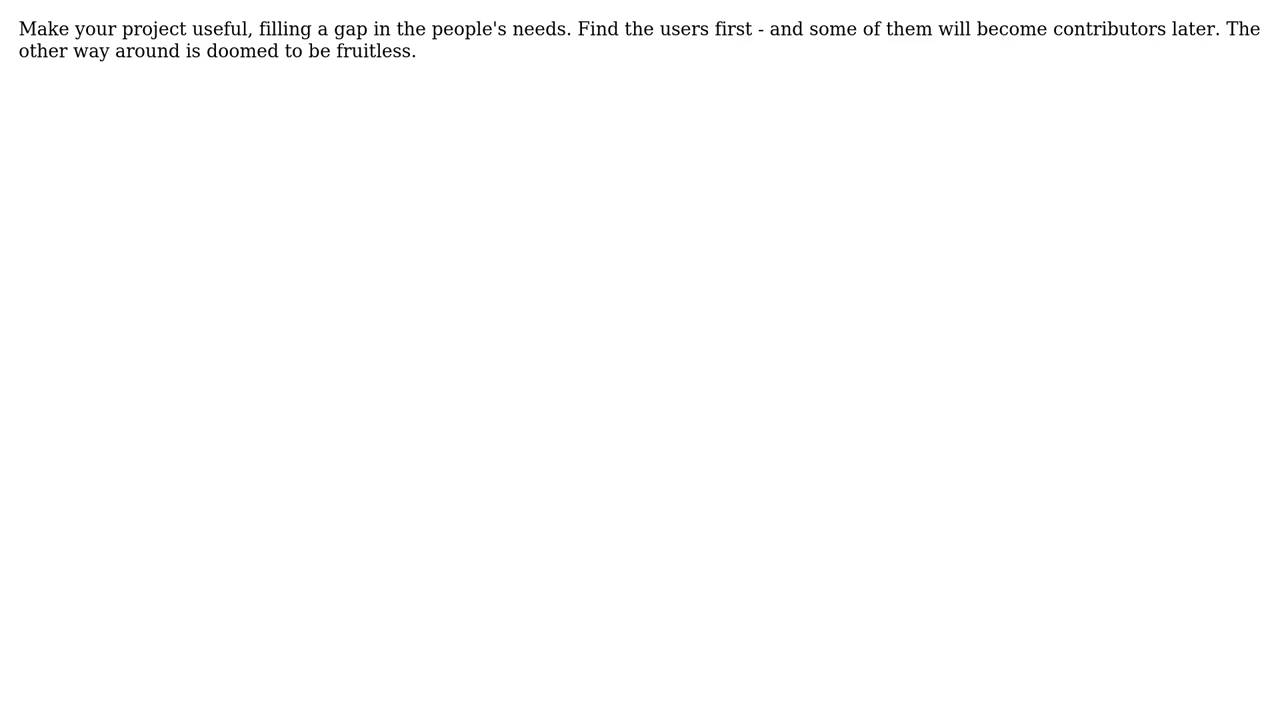 Make your project useful, filling a gap in the people's needs. Find the users first - and some of them will become contributors later. The
other way around is doomed to be fruitless.